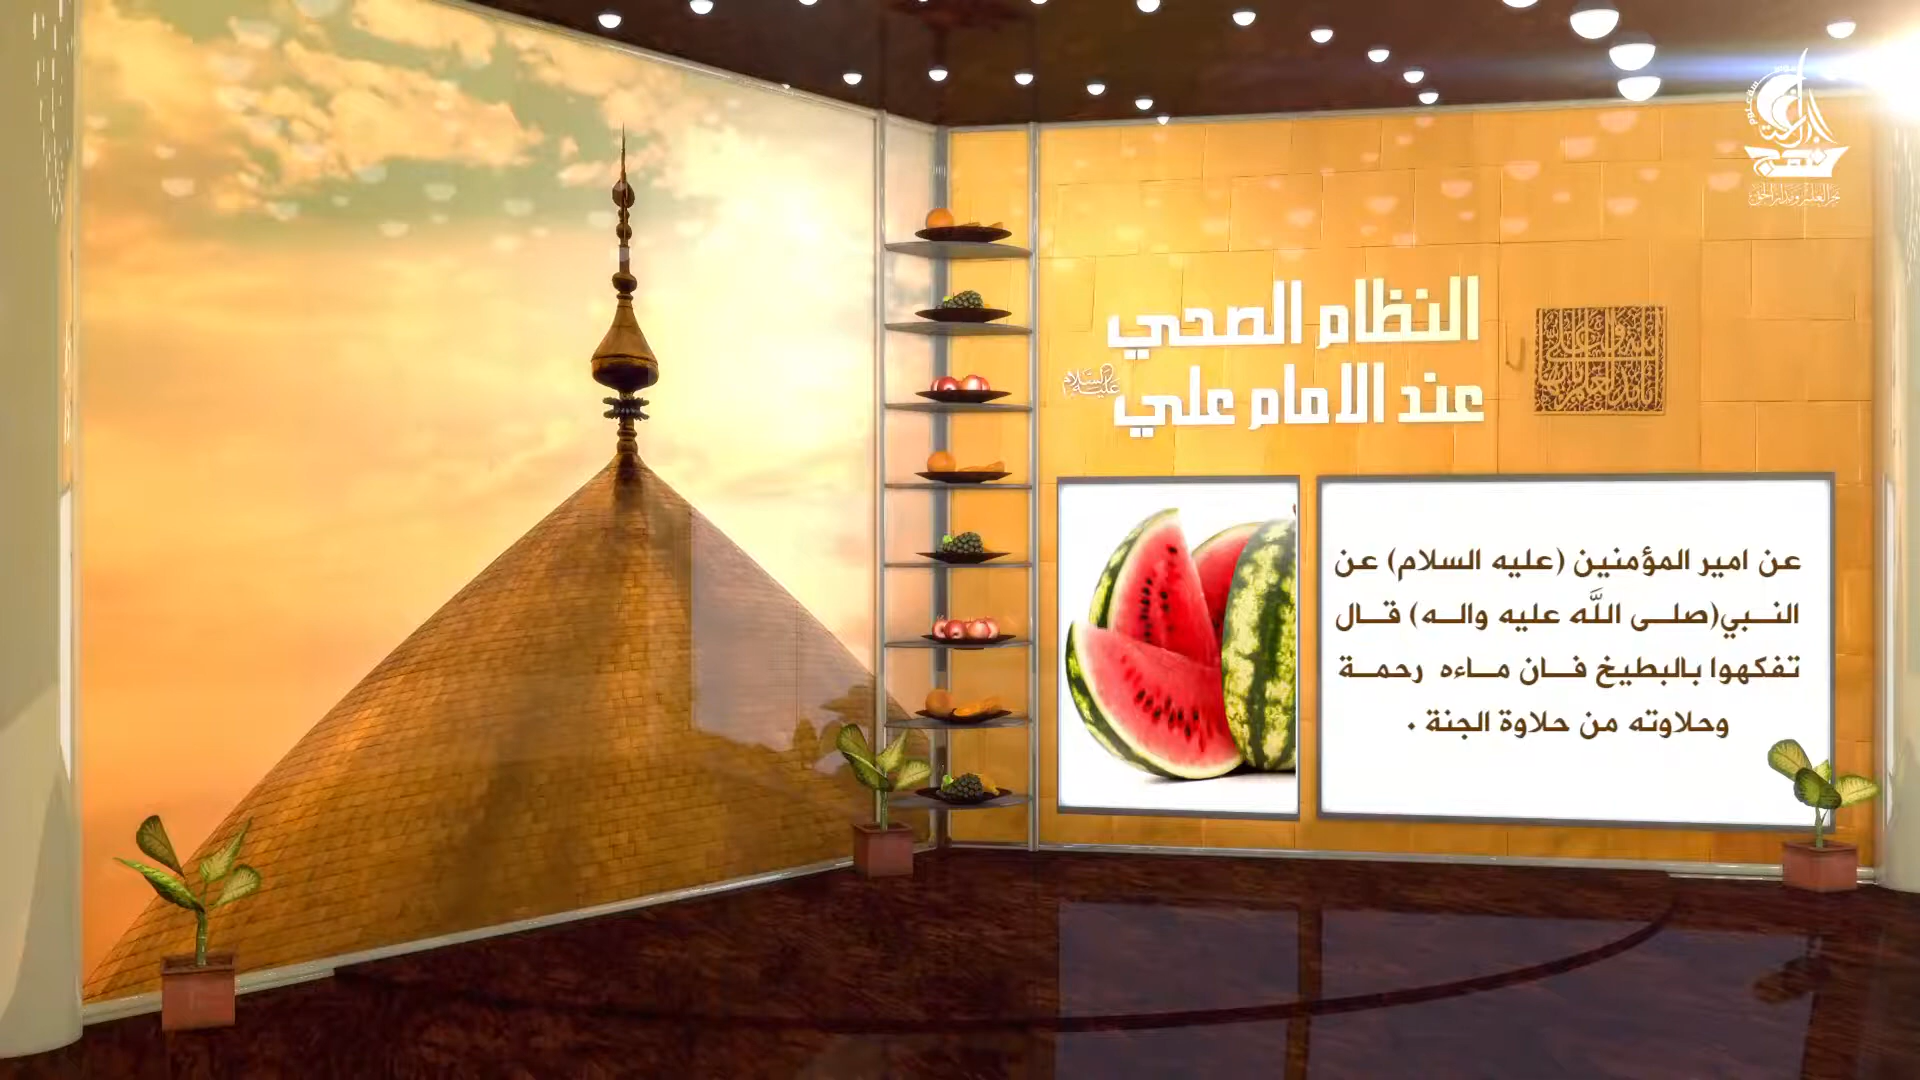 النظام الصحي
عند الامام علي
عليه السلام
عن امير المؤمنين (عليه السلام) عن
النبي(صلى الله عليه واله) قال
تفكهوا بالبطيخ فان ماءه رحمة
وحلاوته من حلاوة الجنة .